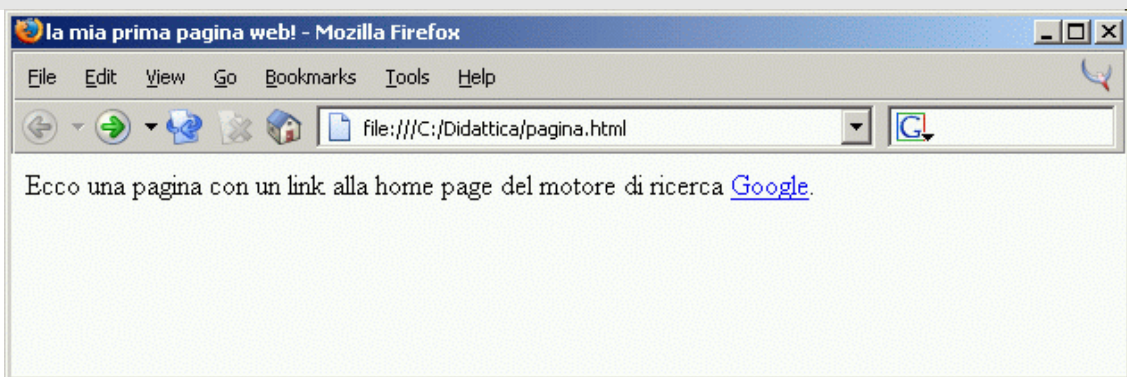 la mia prima pagina web! - Mozilla Firefox
File Edit View Go Bookmarks Tools Help
file:///C:/Didattica/pagina.html G
Ecco una pagina con un link alla home page del motore di ricerca Google.